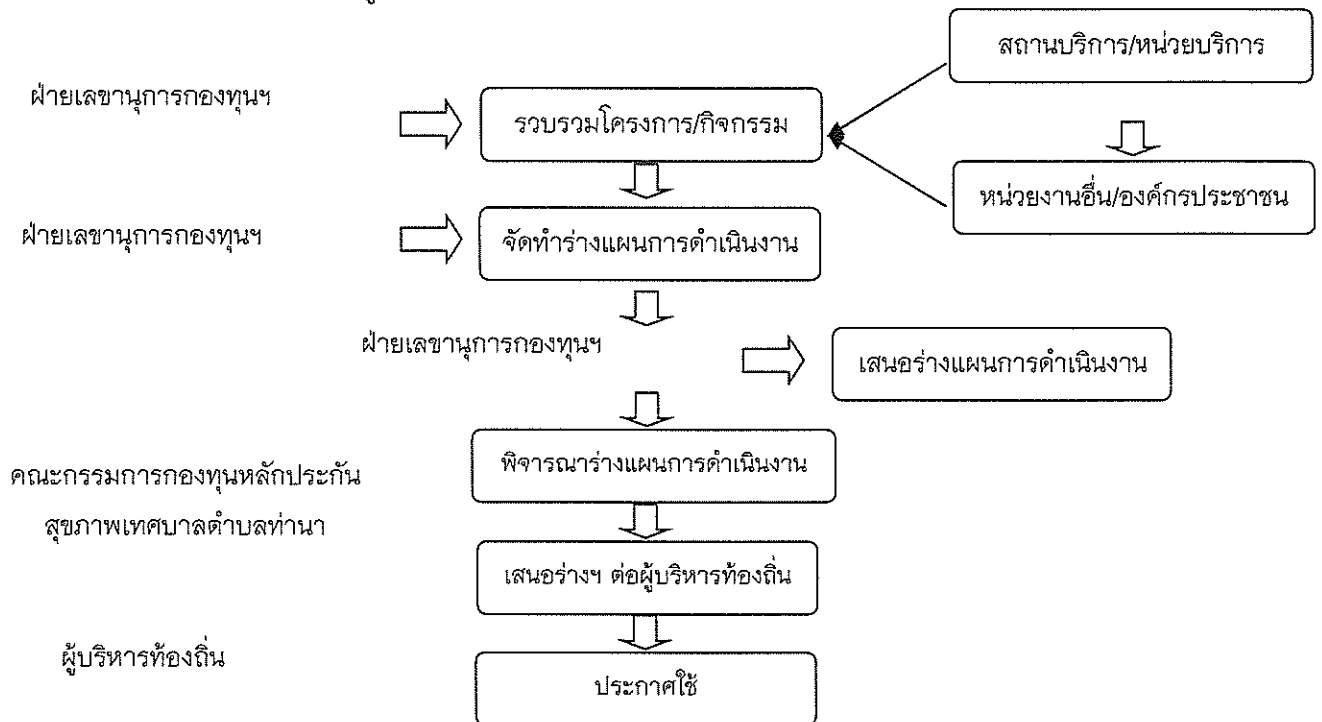 สถานบริการ/หน่วยบริการ
ฝ่ายเลขานุการกองทุนฯ
รวบรวมโครงการ/กิจกรรม
หน่วยงานอื่น/องค์กรประชาชน
ฝ่ายเลขานุการกองทุนฯ
จัดทำร่างแผนการดำเนินงาน
ฝ่ายเลขานุการกองทุนฯ
เสนอร่างแผนการดำเนินงาน
พิจารณาร่างแผนการดำเนินงาน
คณะกรรมการกองทุนหลักประกัน
สุขภาพเทศบาลตำบลท่านา
เสนอร่างฯ ต่อผู้บริหารท้องถิ่น
ผู้บริหารท้องถิ่น
ประกาศใช้